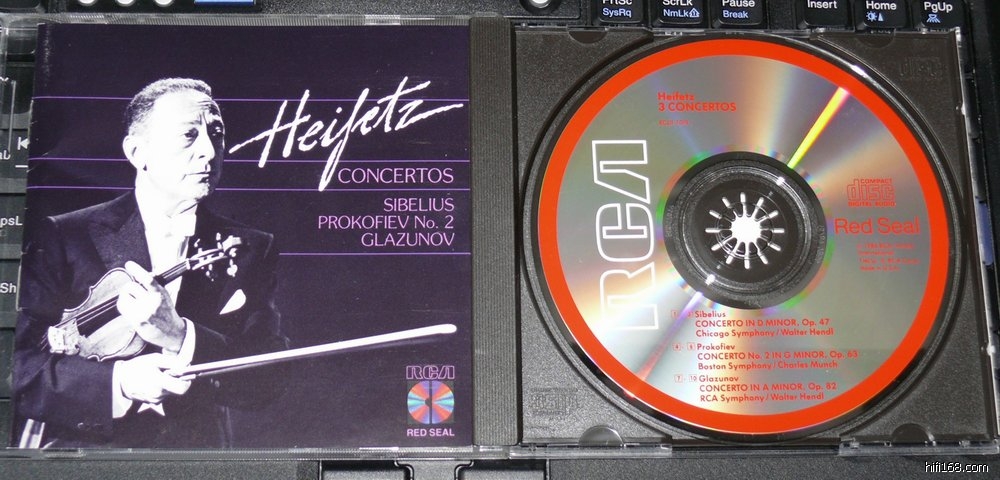 PrtSc
SysRq
ScrLk
NmLk
Pause
Break
Insert
Home
PgUp
Heifetz
CONCERTOS
SIBELIUS
PROKOFIEV No. 2
GLAZUNOV
RCA
RED SEAL
Heifetz
3 CONCERTOS
RCA
COMPACT
disc
DIGITAL AUDIO
Red Seal
Sibelius
CONCERTO IN D MINOR, Op. 47
Chicago Symphony/Walter Hendl
Prokofiev
CONCERTO No. 2 IN G MINOR, Op. 63
Boston Symphony/Charles Munch
7 10 Glazunov
CONCERTO IN A MINOR, Op. 82
RCA Symphony/Walter Hendl
hifi168.com